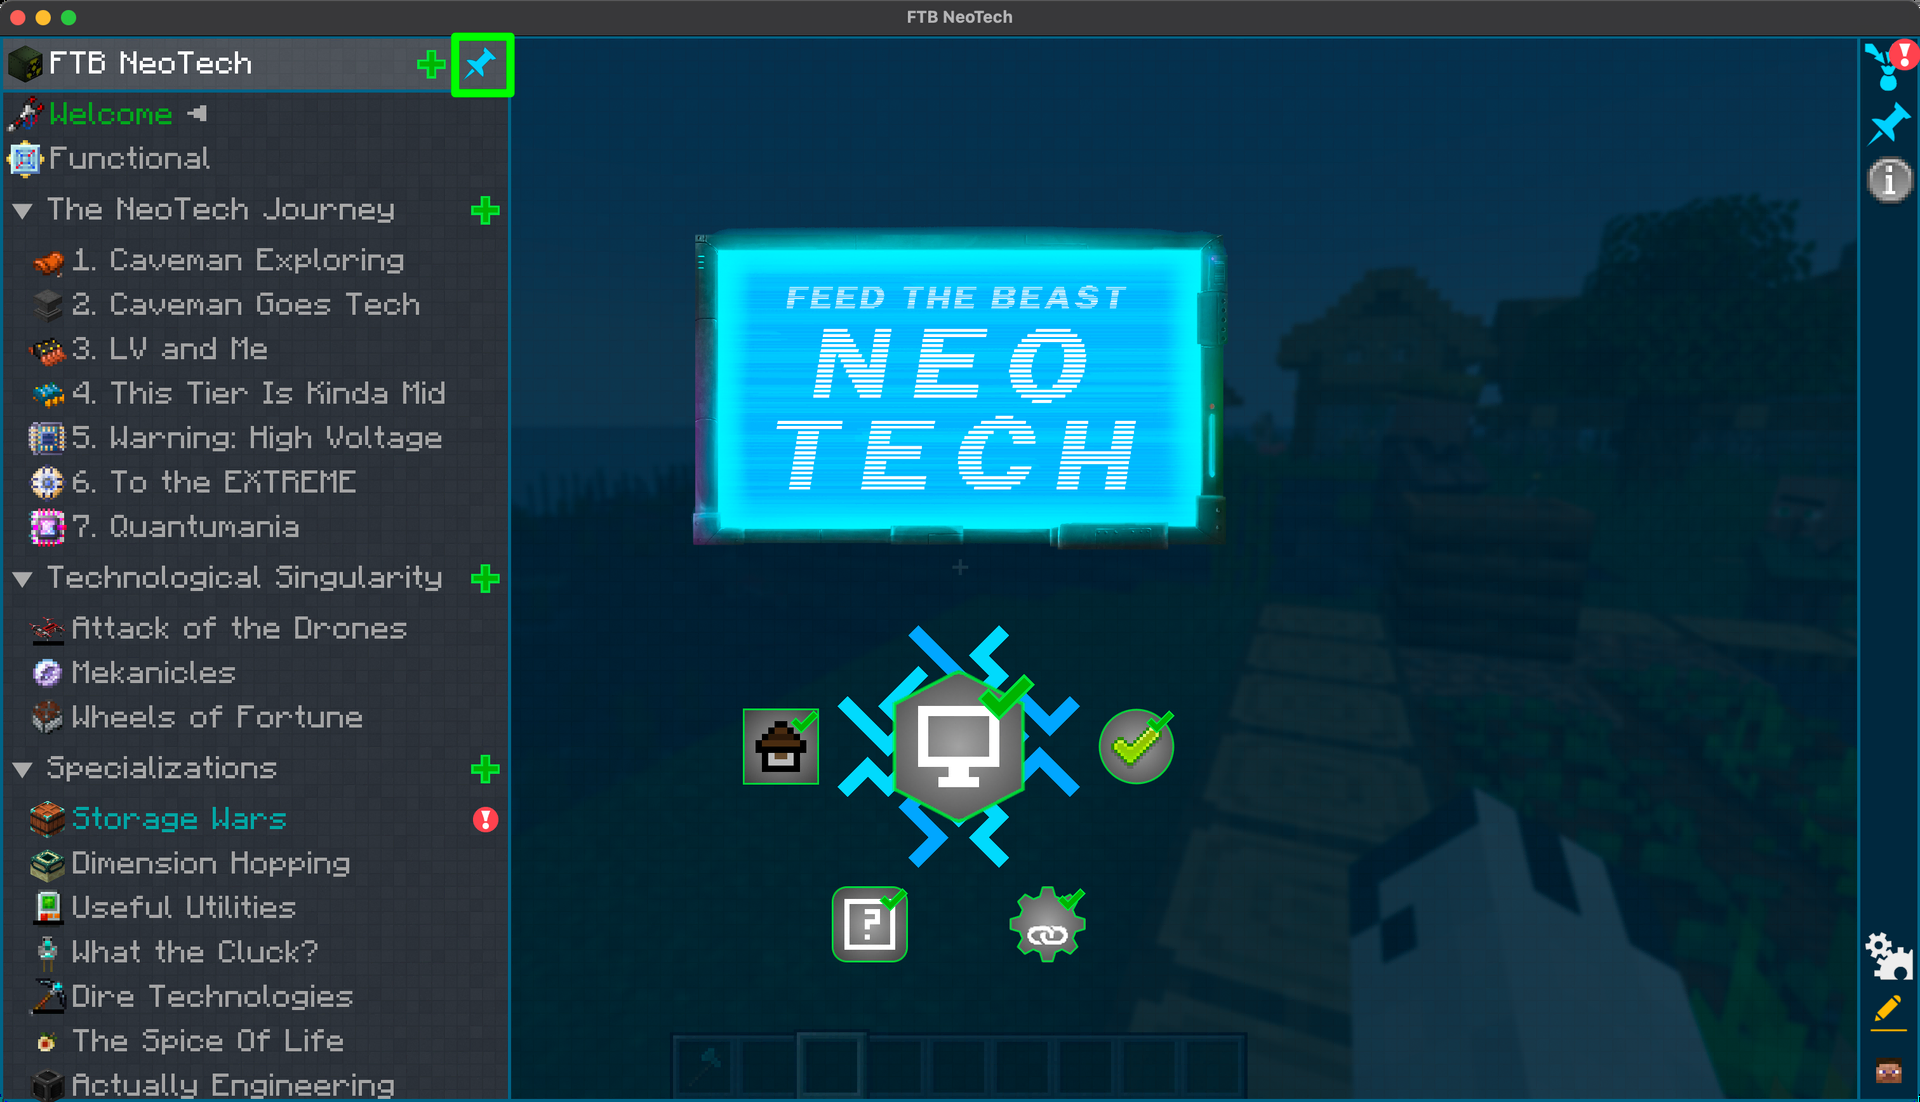 FTB NeoTech
FTB NeoTech
Welcome
Functional
The NeoTech Journey
1. Caveman Exploring
2. Caveman Goes Tech
3. LV and Me
4. This Tier Is Kinda Mid
5. Warning: High Voltage
6. To the EXTREME
7. Quantumania
Technological Singularity
Attack of the Drones
Mekanicles
Wheels of Fortune
Specializations
Storage Wars
Dimension Hopping
Useful Utilities
What the Cluck?
Dire Technologies
The Spice Of Life
Actually Engineering
FEED THE BEAST
NEO
TECH
?